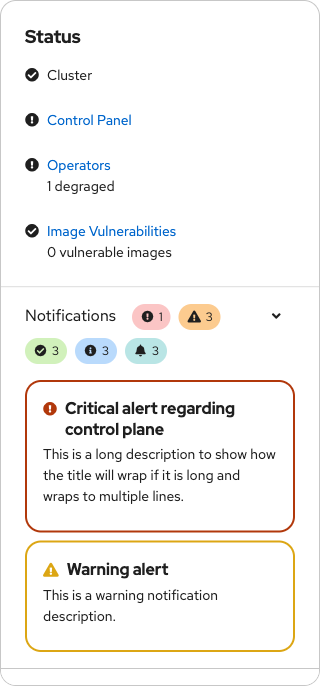 Status
Cluster
Control Panel
Operators
1 degraded
Image Vulnerabilities
0 vulnerable images
Notifications 1 3
3 3 3
Critical alert regarding
control plane
This is a long description to show how
the title will wrap if it is long and
wraps to multiple lines.
Warning alert
This is a warning notification
description.